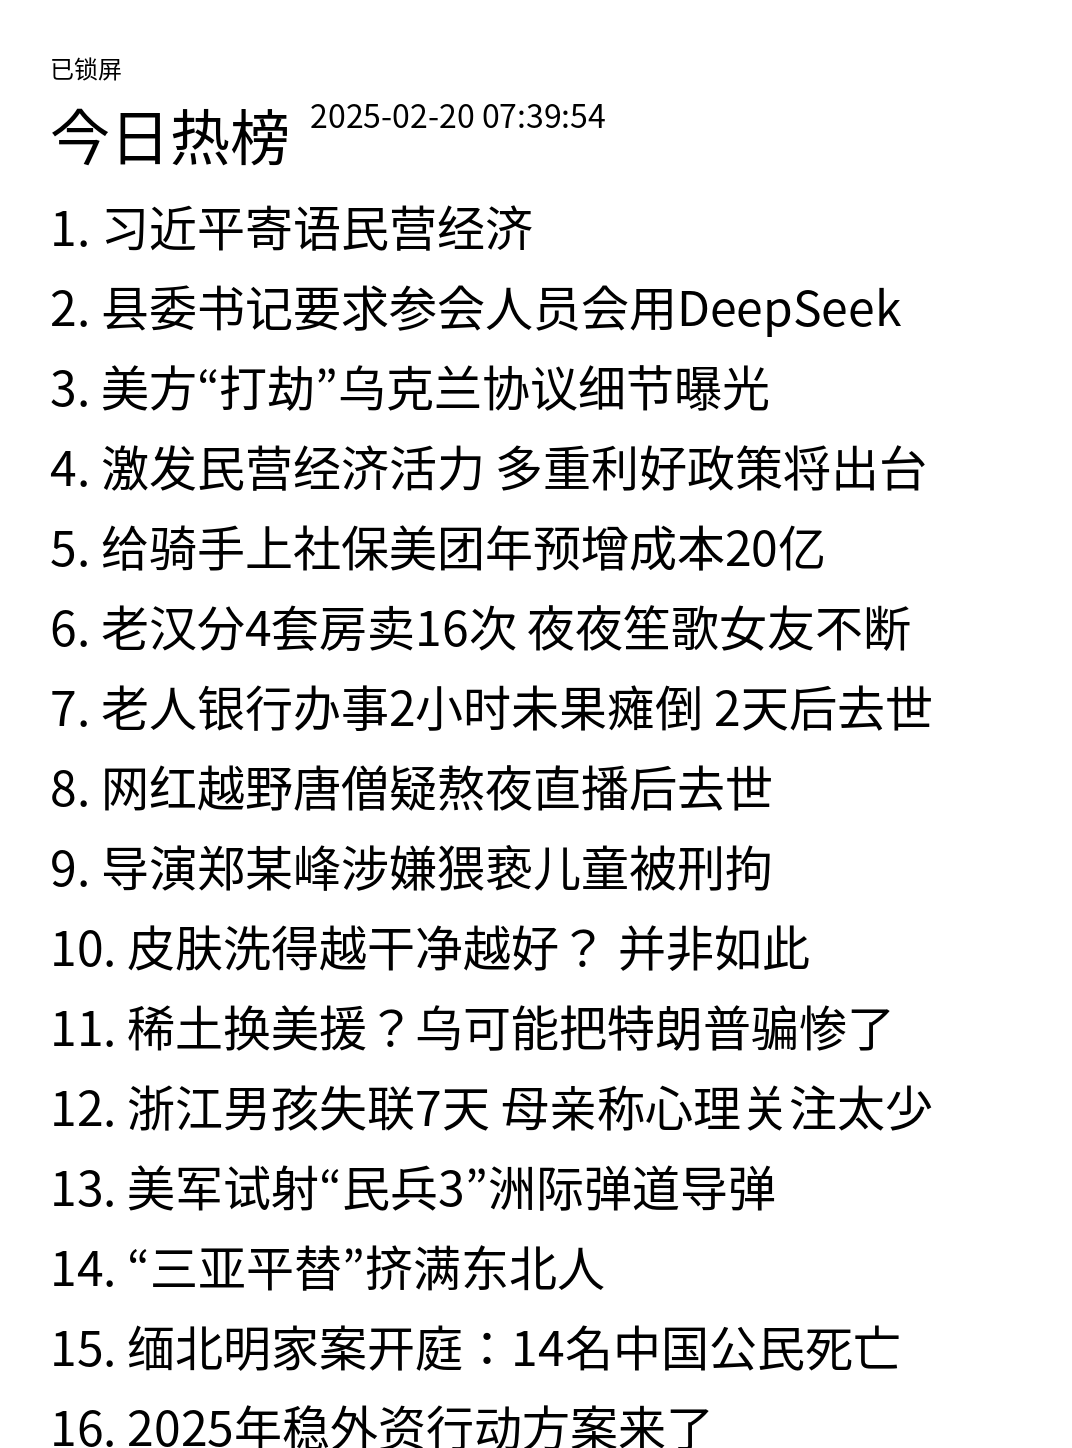 已锁屏
今日热榜 2025-02-20 07:39:54
1. 习近平寄语民营经济
2. 县委书记要求参会人员会用DeepSeek
3. 美方“打劫”乌克兰协议细节曝光
4. 激发民营经济活力 多重利好政策将出台
5. 给骑手上社保美团年预增成本20亿
6. 老汉分4套房卖16次 夜夜笙歌女友不断
7. 老人银行办事2小时未果瘫倒 2天后去世
8. 网红越野唐僧疑熬夜直播后去世
9. 导演郑某峰涉嫌猥亵儿童被刑拘
10. 皮肤洗得越干净越好？ 并非如此
11. 稀土换美援？乌可能把特朗普骗惨了
12. 浙江男孩失联7天 母亲称心理关注太少
13. 美军试射“民兵3”洲际弹道导弹
14. “三亚平替”挤满东北人
15. 缅北明家案开庭：14名中国公民死亡
16. 2025年稳外资行动方案来了